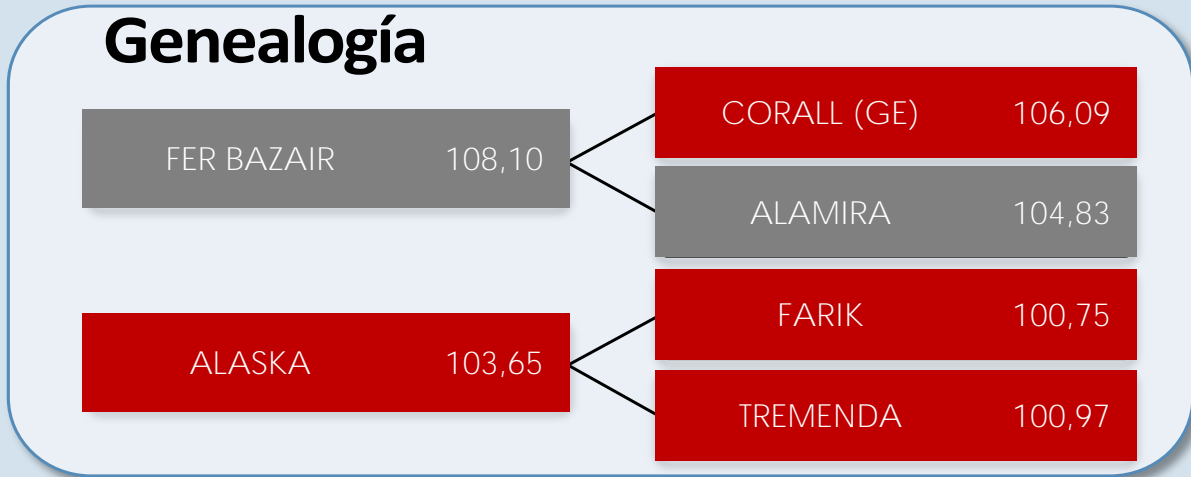 Genealogía
CORALL (GE) 106,09
FER BAZAIR 108,10
ALAMIRA 104,83
FARIK 100,75
ALASKA 103,65
TREMENDA 100,97